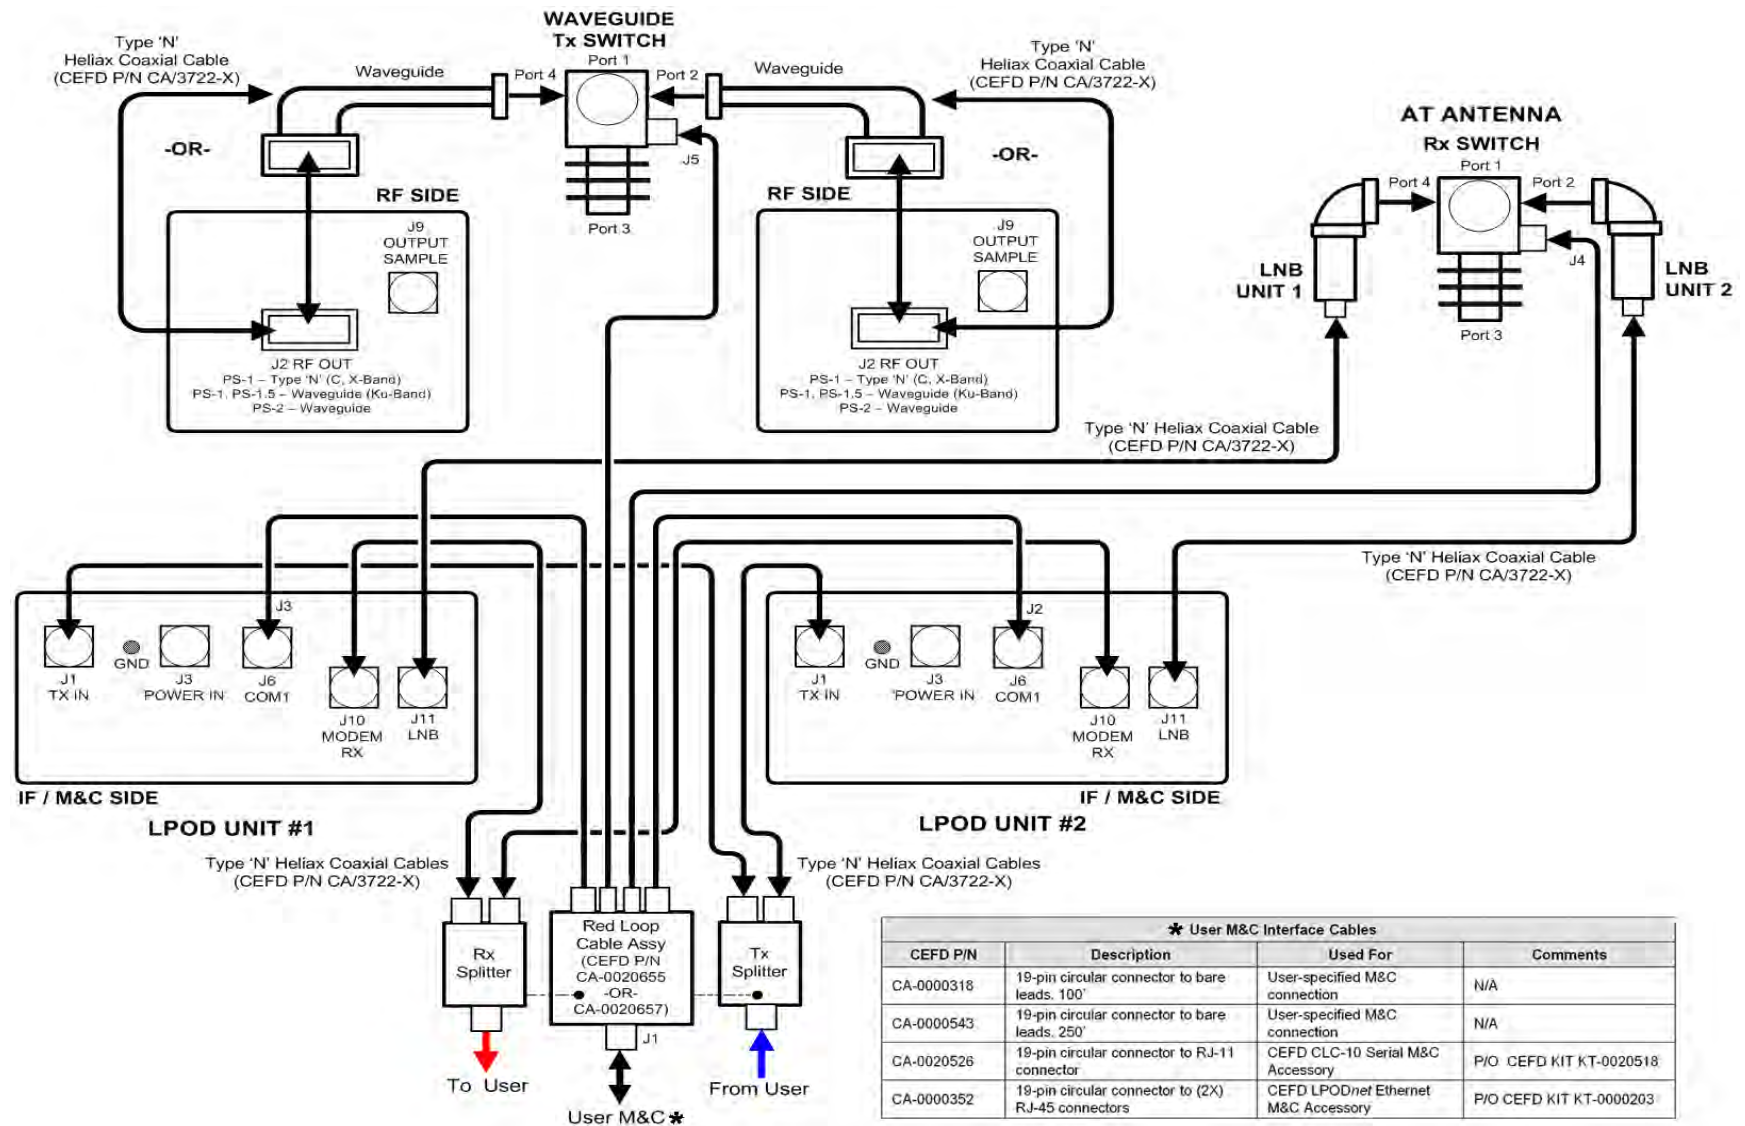 WAVEGUIDE
Tx SWITCH
Type 'N'
Heliax Coaxial Cable
(CEFD P/N CA/3722-X)
Waveguide
Port 4
Port 1
Port 2
Waveguide
Type 'N'
Heliax Coaxial Cable
(CEFD P/N CA/3722-X)
-OR-
J5
-OR-
Port 3
RF SIDE
J9
OUTPUT
SAMPLE
J2 RF OUT
PS-1 – Type 'N' (C, X-Band)
PS-1, PS-1.5 – Waveguide (Ku-Band)
PS-2 – Waveguide
RF SIDE
J9
OUTPUT
SAMPLE
J2 RF OUT
PS-1 – Type 'N' (C, X-Band)
PS-1, PS-1.5 – Waveguide (Ku-Band)
PS-2 – Waveguide
AT ANTENNA
Rx SWITCH
Port 1
Port 4
Port 2
J4
LNB
UNIT 1
LNB
UNIT 2
Port 3
Type 'N' Heliax Coaxial Cable
(CEFD P/N CA/3722-X)
Type 'N' Heliax Coaxial Cable
(CEFD P/N CA/3722-X)
J3
J1
TX IN
GND
J3
POWER IN
J6
COM1
J10
MODEM
RX
J11
LNB
IF / M&C SIDE
LPOD UNIT #1
J2
J1
TX IN
GND
J3
POWER IN
J6
COM1
J10
MODEM
RX
J11
LNB
IF / M&C SIDE
LPOD UNIT #2
Type 'N' Heliax Coaxial Cables
(CEFD P/N CA/3722-X)
Type 'N' Heliax Coaxial Cables
(CEFD P/N CA/3722-X)
Rx
Splitter
Red Loop
Cable Assy
(CEFD P/N
CA-0020655
-OR-
CA-0020657)
Tx
Splitter
J1
To User
User M&C *
From User
* User M&C Interface Cables
CEFD P/N Description Used For Comments
CA-0000318 19-pin circular connector to bare leads, 100' User-specified M&C connection N/A
CA-0000543 19-pin circular connector to bare leads, 250' User-specified M&C connection N/A
CA-0020526 19-pin circular connector to RJ-11 connector CEFD CLC-10 Serial M&C Accessory P/O CEFD KIT KT-0020518
CA-0000352 19-pin circular connector to (2X) RJ-45 connectors CEFD LPODnet Ethernet M&C Accessory P/O CEFD KIT KT-0000203